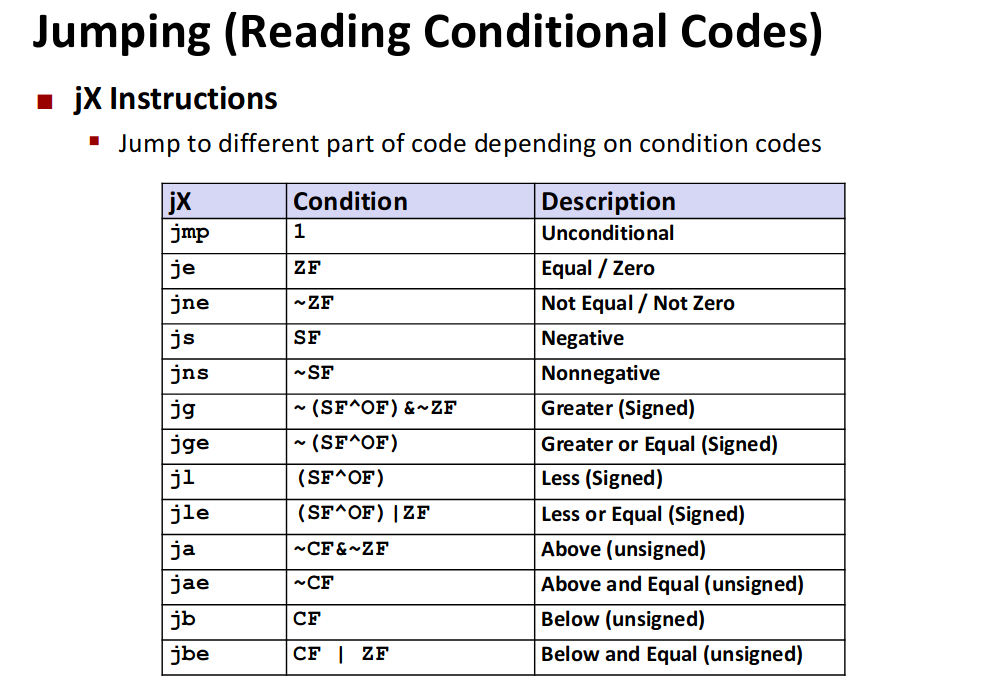 Jumping (Reading Conditional Codes)
■ jX Instructions
▪ Jump to different part of code depending on condition codes
jX Condition Description
jmp 1 Unconditional
je ZF Equal / Zero
jne ~ZF Not Equal / Not Zero
js SF Negative
jns ~SF Nonnegative
jg ~(SF^OF)&~ZF Greater (Signed)
jge ~(SF^OF) Greater or Equal (Signed)
jl (SF^OF) Less (Signed)
jle (SF^OF)|ZF Less or Equal (Signed)
ja ~CF&~ZF Above (unsigned)
jae ~CF Above and Equal (unsigned)
jb CF Below (unsigned)
jbe CF | ZF Below and Equal (unsigned)